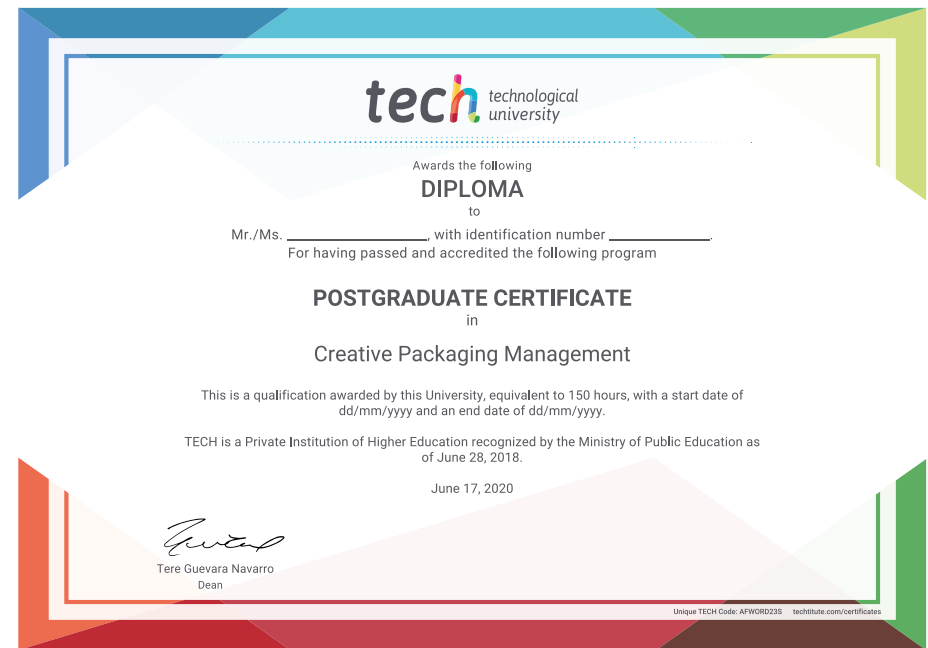 tech technological
university
Awards the following
DIPLOMA
to
Mr./Ms. ____________________, with identification number ______________.
For having passed and accredited the following program
POSTGRADUATE CERTIFICATE
in
Creative Packaging Management
This is a qualification awarded by this University, equivalent to 150 hours, with a start date of
dd/mm/yyyy and an end date of dd/mm/yyyy.
TECH is a Private Institution of Higher Education recognized by the Ministry of Public Education as
of June 28, 2018.
June 17, 2020
Tere Guevara Navarro
Dean
Unique TECH Code: AFWORD23S techtitute.com/certificates